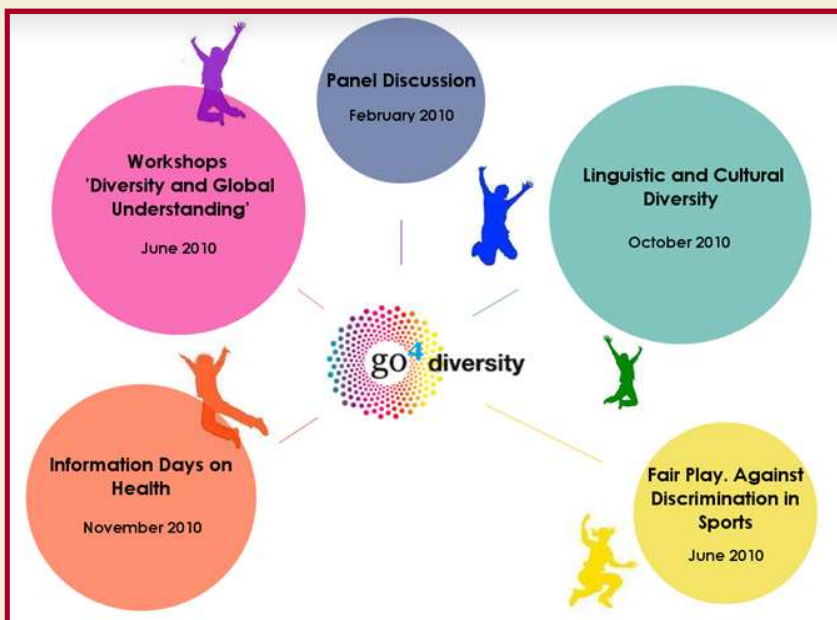 Panel Discussion
February 2010
Workshops
'Diversity and Global
Understanding'
June 2010
Linguistic and Cultural
Diversity
October 2010
go4diversity
Information Days on
Health
November 2010
Fair Play. Against
Discrimination in
Sports
June 2010